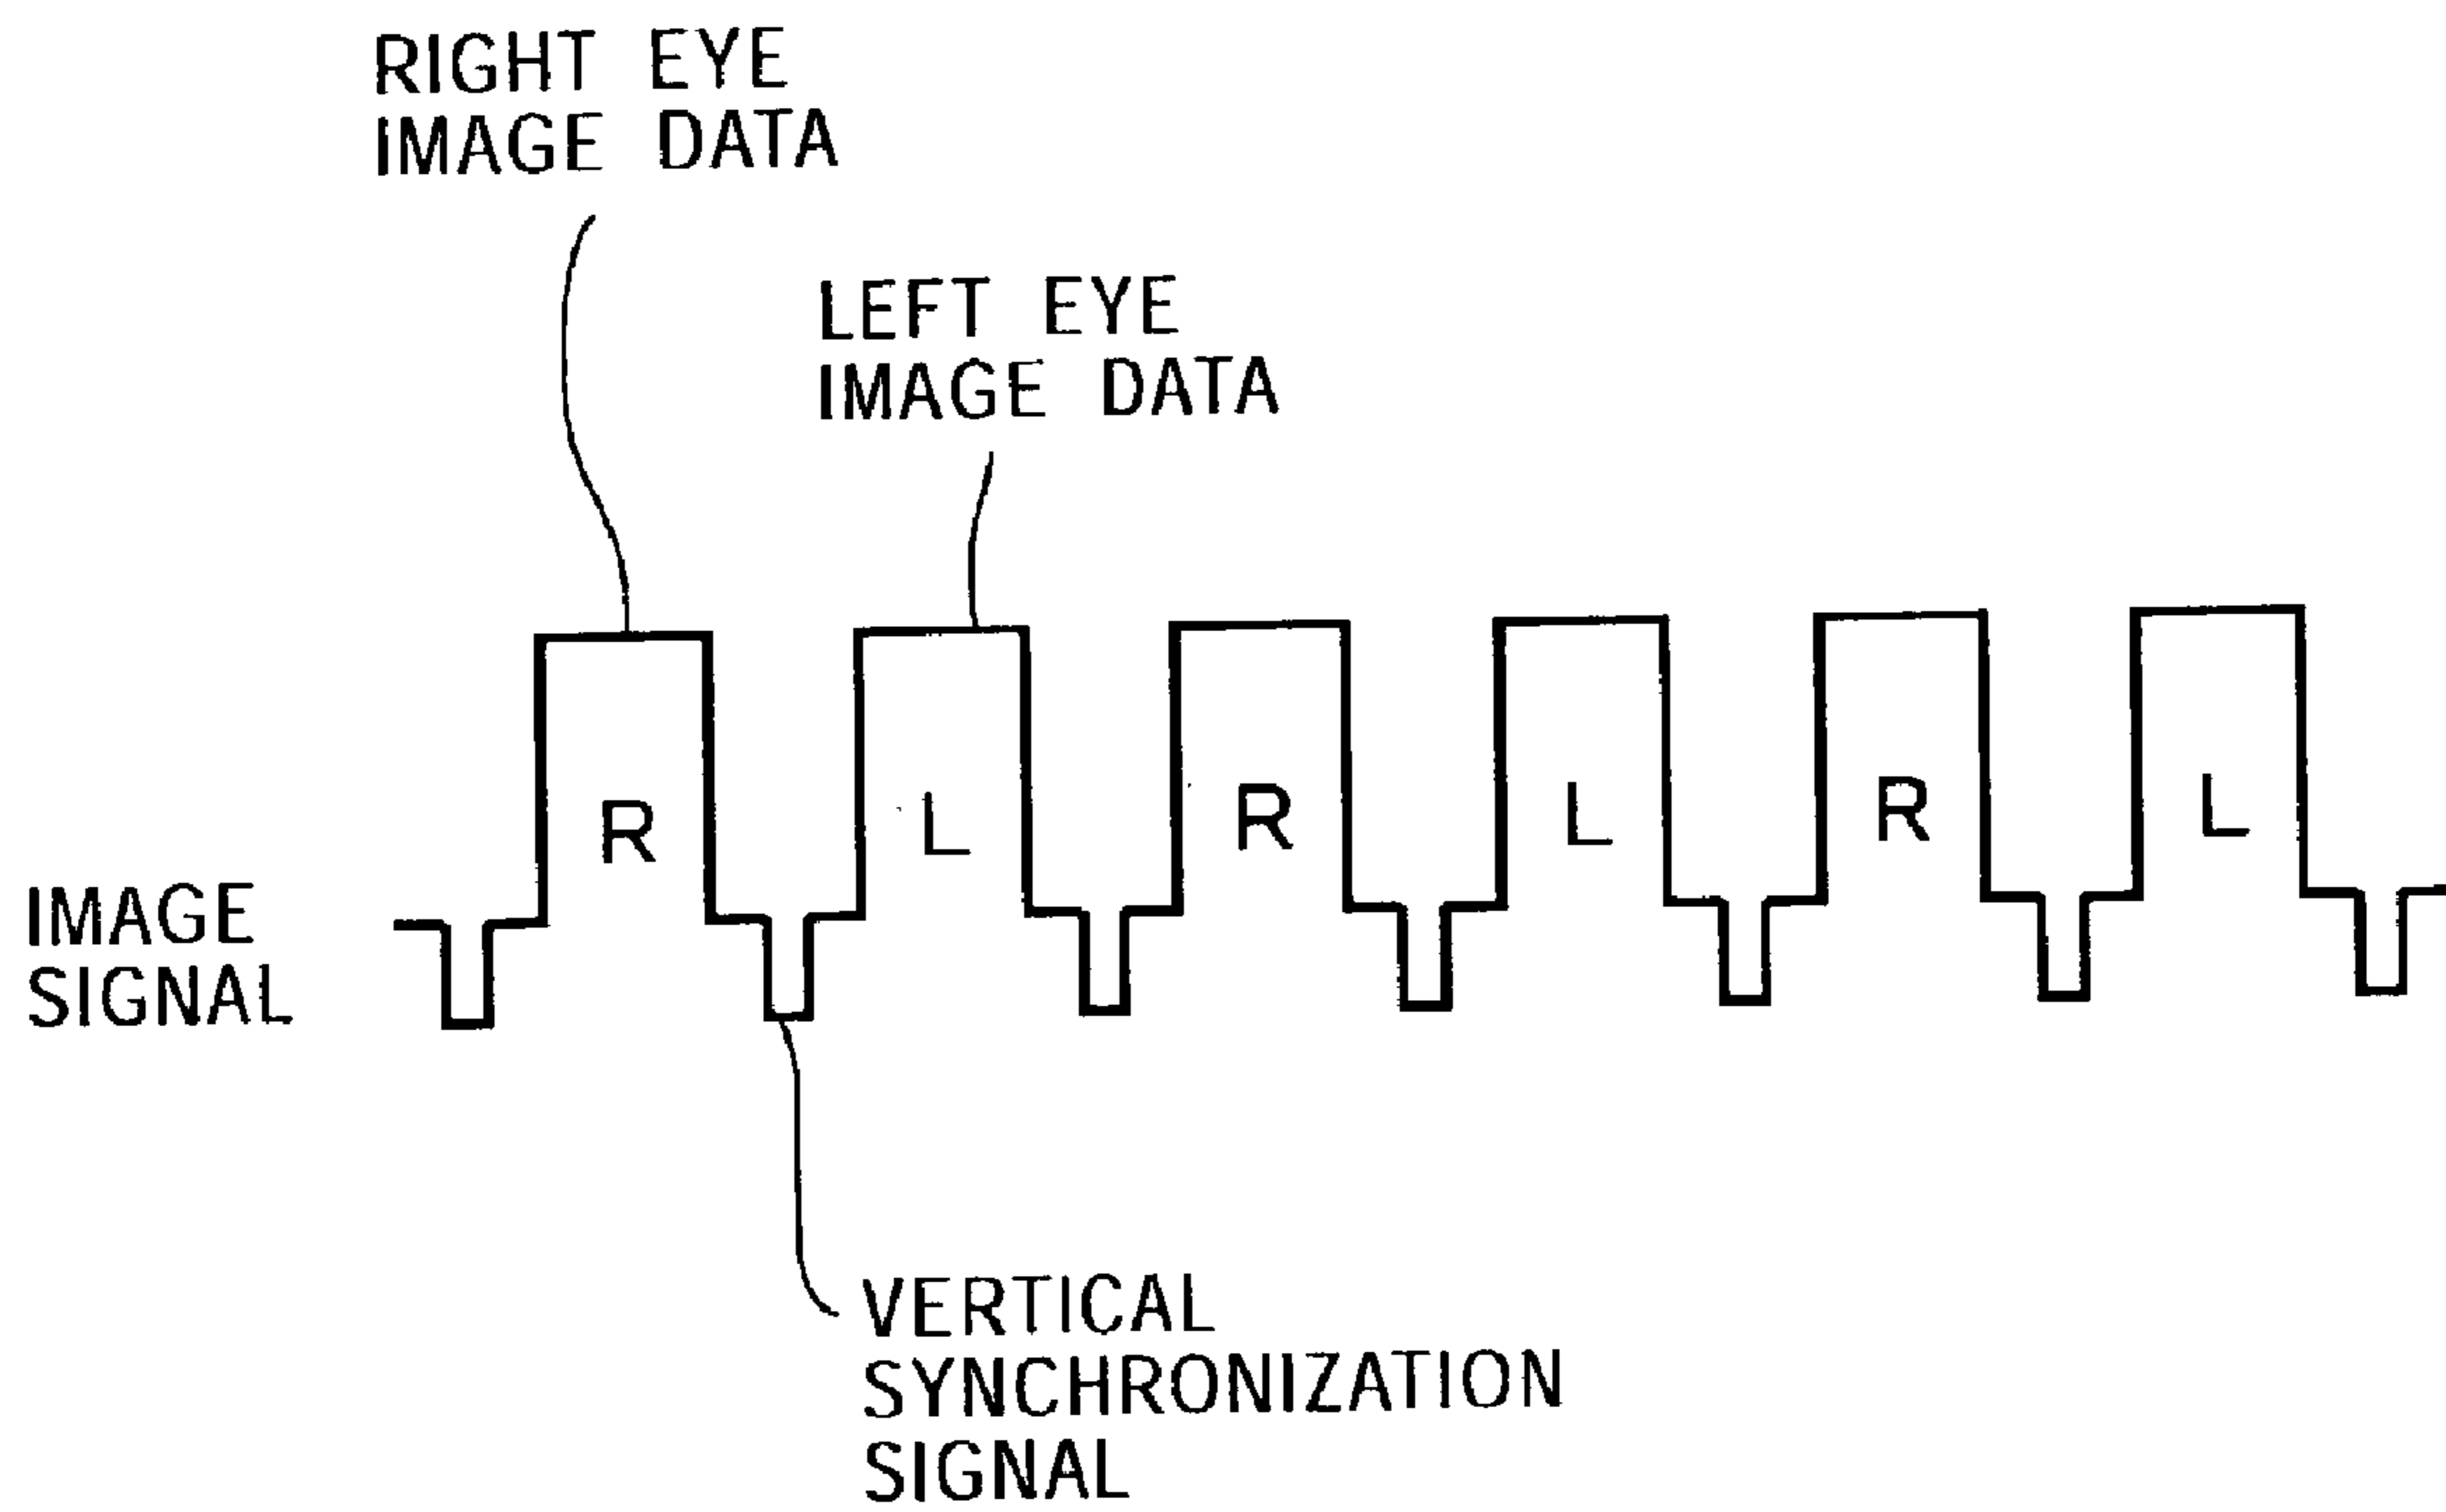 RIGHT EYE
IMAGE DATA
LEFT EYE
IMAGE DATA
R
L
R
L
R
L
IMAGE
SIGNAL
VERTICAL
SYNCHRONIZATION
SIGNAL